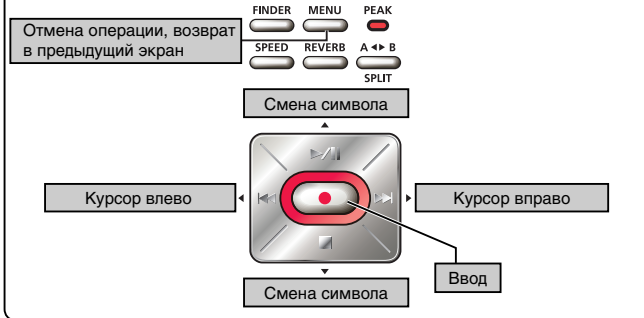 FINDER MENU PEAK
Отмена операции, возврат
в предыдущий экран
SPEED REVERB A ◄► B
SPLIT
Смена символа
Курсор влево
Курсор вправо
Ввод
Смена символа